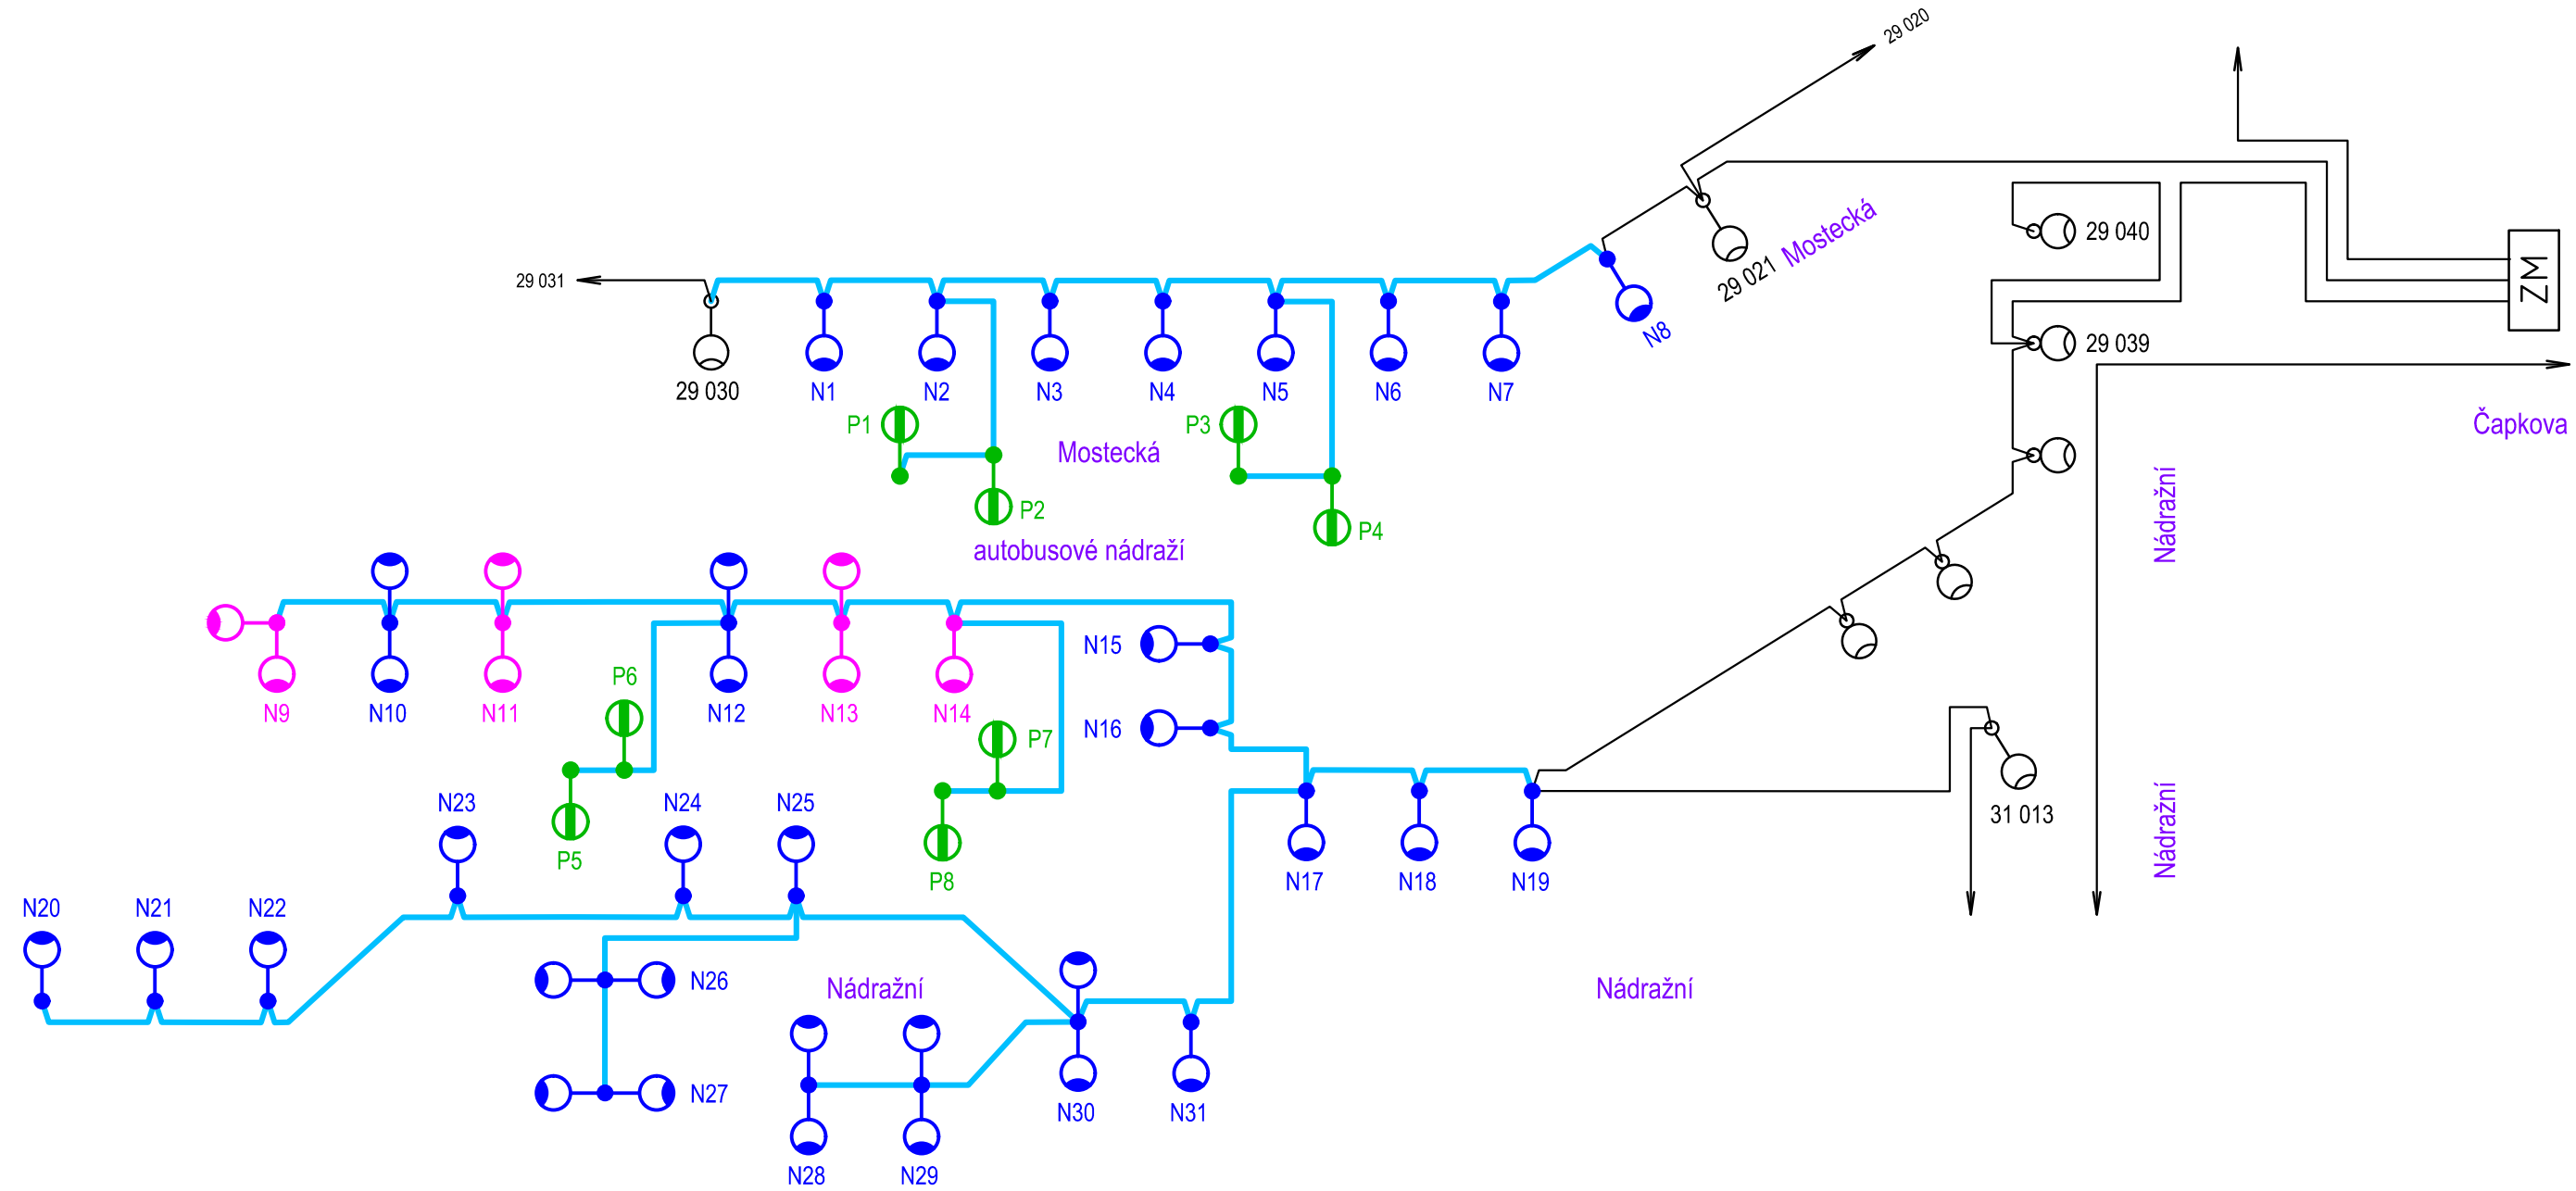 29 020
29 040
Mostecká
29 021
ZM
29 031
N8
29 039
29 030
N1
N2
N3
N4
N5
N6
N7
P1
P3
Čapkova
Mostecká
P2
P4
Nádražní
autobusové nádraží
N15
P6
N9
N10
N11
N12
N13
N14
N16
P7
N23
N24
N25
31 013
Nádražní
P5
P8
N17
N18
N19
N20
N21
N22
N26
Nádražní
Nádražní
N27
N30
N31
N28
N29